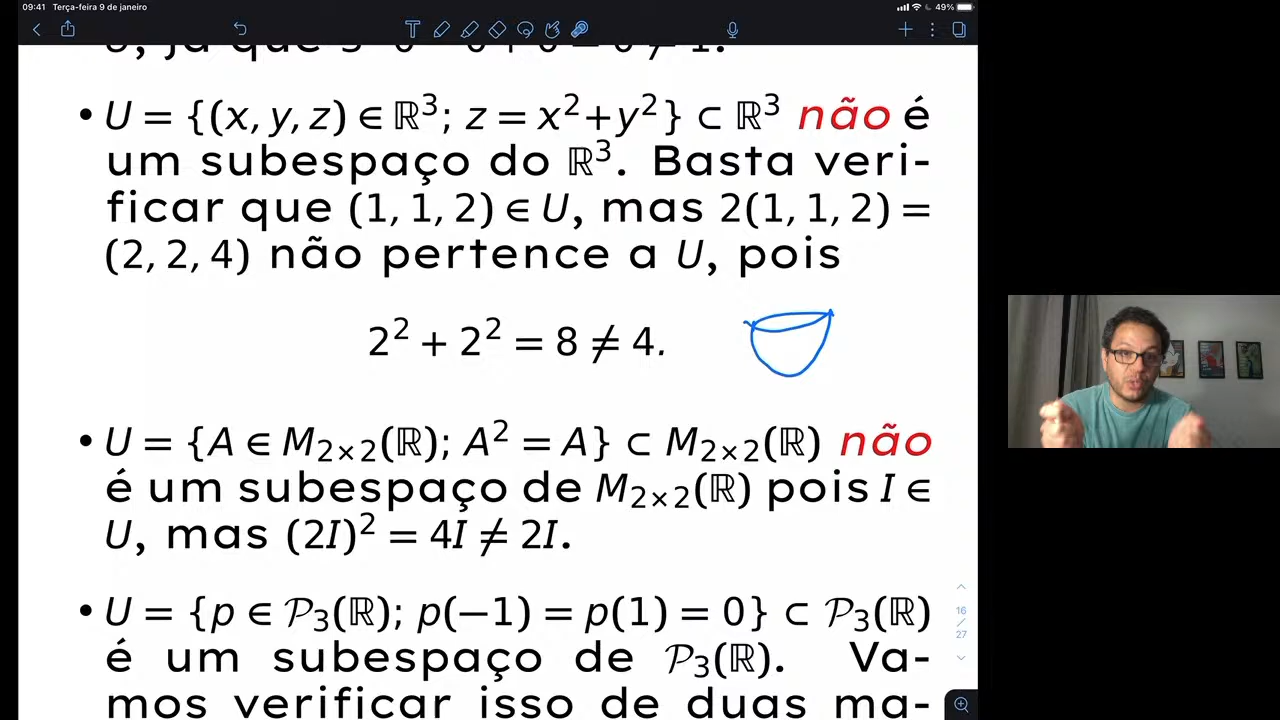 09:41 Terça-feira 9 de janeiro
49%
U, já que
• U = {(x, y, z) ∈ ℝ³; z = x²+y²} ⊂ ℝ³ não é
um subespaço do ℝ³. Basta veri-
ficar que (1, 1, 2) ∈ U, mas 2(1, 1, 2) =
(2, 2, 4) não pertence a U, pois
2² + 2² = 8 ≠ 4.
• U = {A ∈ M₂ₓ₂(ℝ); A² = A} ⊂ M₂ₓ₂(ℝ) não
é um subespaço de M₂ₓ₂(ℝ) pois I ∈
U, mas (2I)² = 4I ≠ 2I.
• U = {p ∈ 𝒫₃(ℝ); p(−1) = p(1) = 0} ⊂ 𝒫₃(ℝ)
é um subespaço de 𝒫₃(ℝ). Va-
mos verificar isso de duas ma-
16
/
27